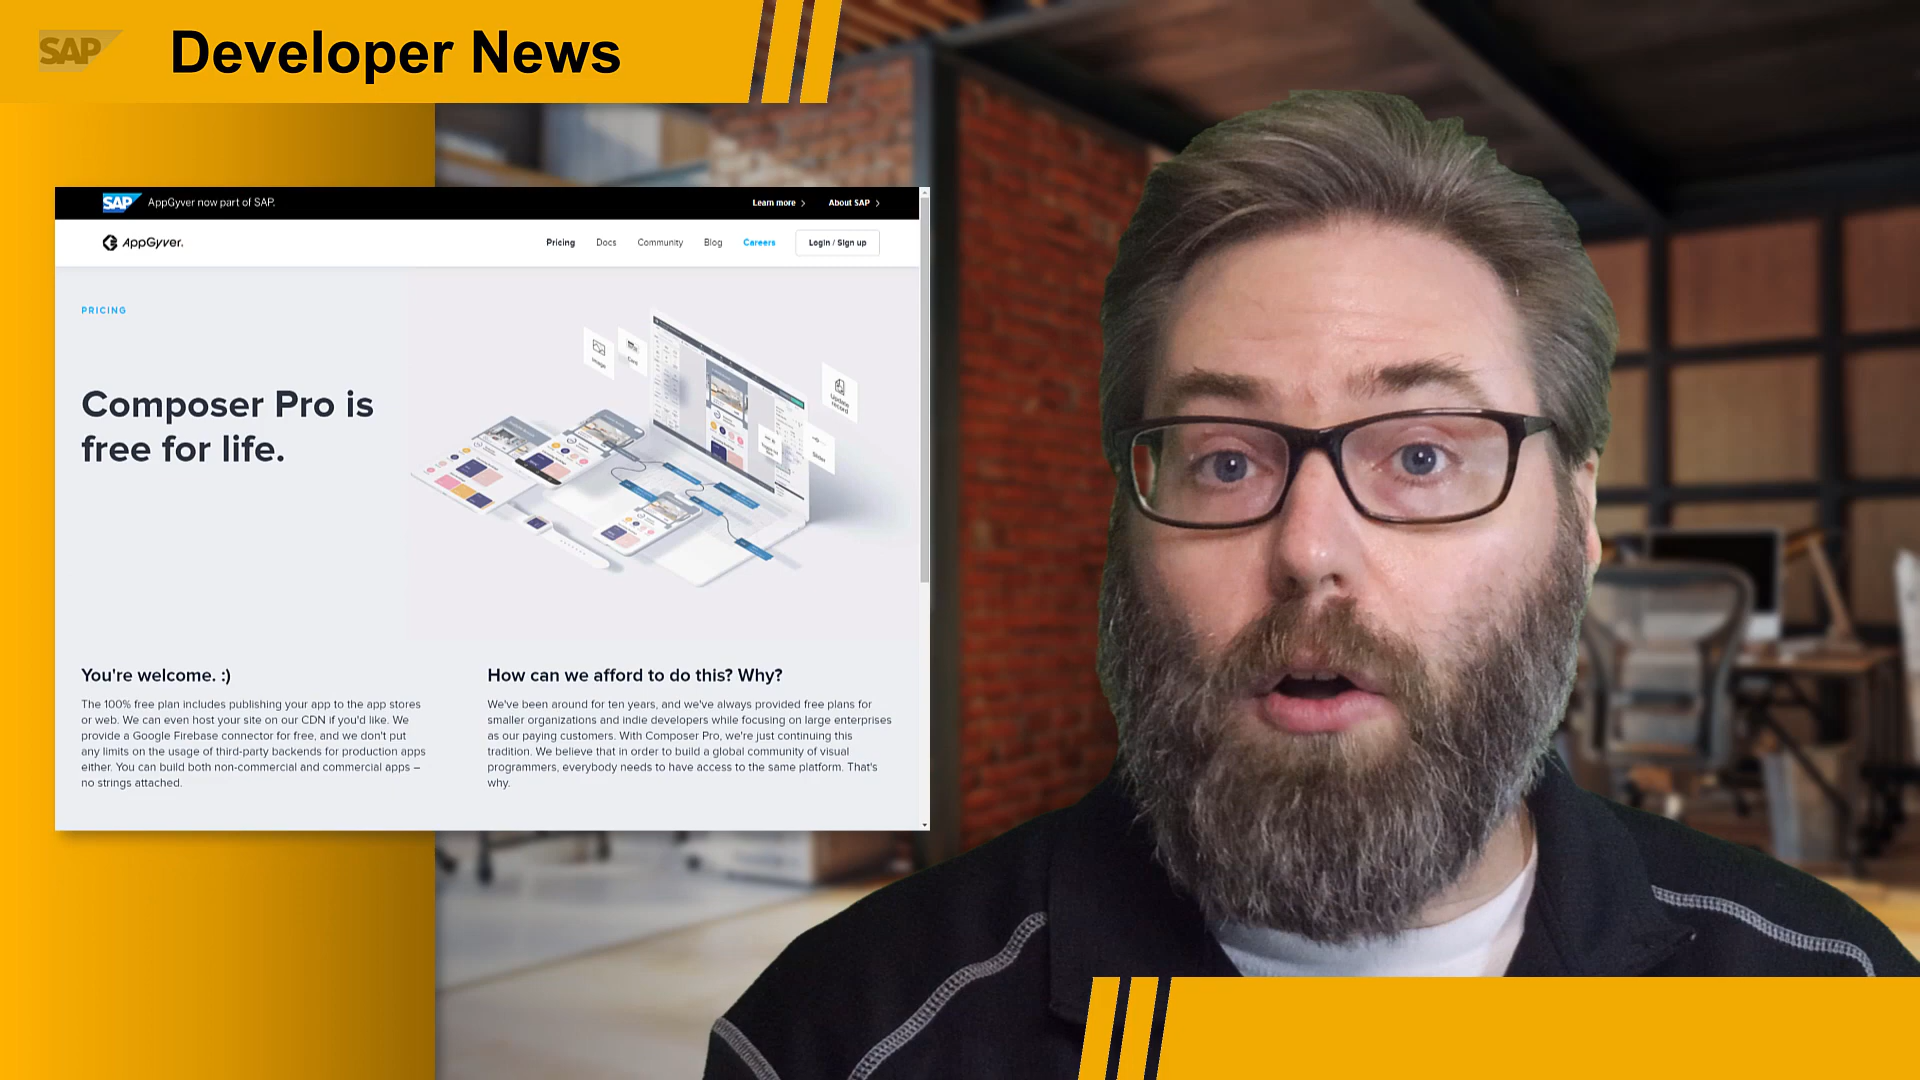 SAP Developer News
SAP AppGyver now part of SAP.
Learn more
About SAP
AppGyver.
Pricing
Docs
Community
Blog
Careers
Login / Sign up
PRICING
Composer Pro is
free for life.
Image
Card
Update
record
Slider
You're welcome. :)
The 100% free plan includes publishing your app to the app stores
or web. We can even host your site on our CDN if you'd like. We
provide a Google Firebase connector for free, and we don't put
any limits on the usage of third-party backends for production apps
either. You can build both non-commercial and commercial apps –
no strings attached.
How can we afford to do this? Why?
We've been around for ten years, and we've always provided free plans for
smaller organizations and indie developers while focusing on large enterprises
as our paying customers. With Composer Pro, we're just continuing this
tradition. We believe that in order to build a global community of visual
programmers, everybody needs to have access to the same platform. That's
why.